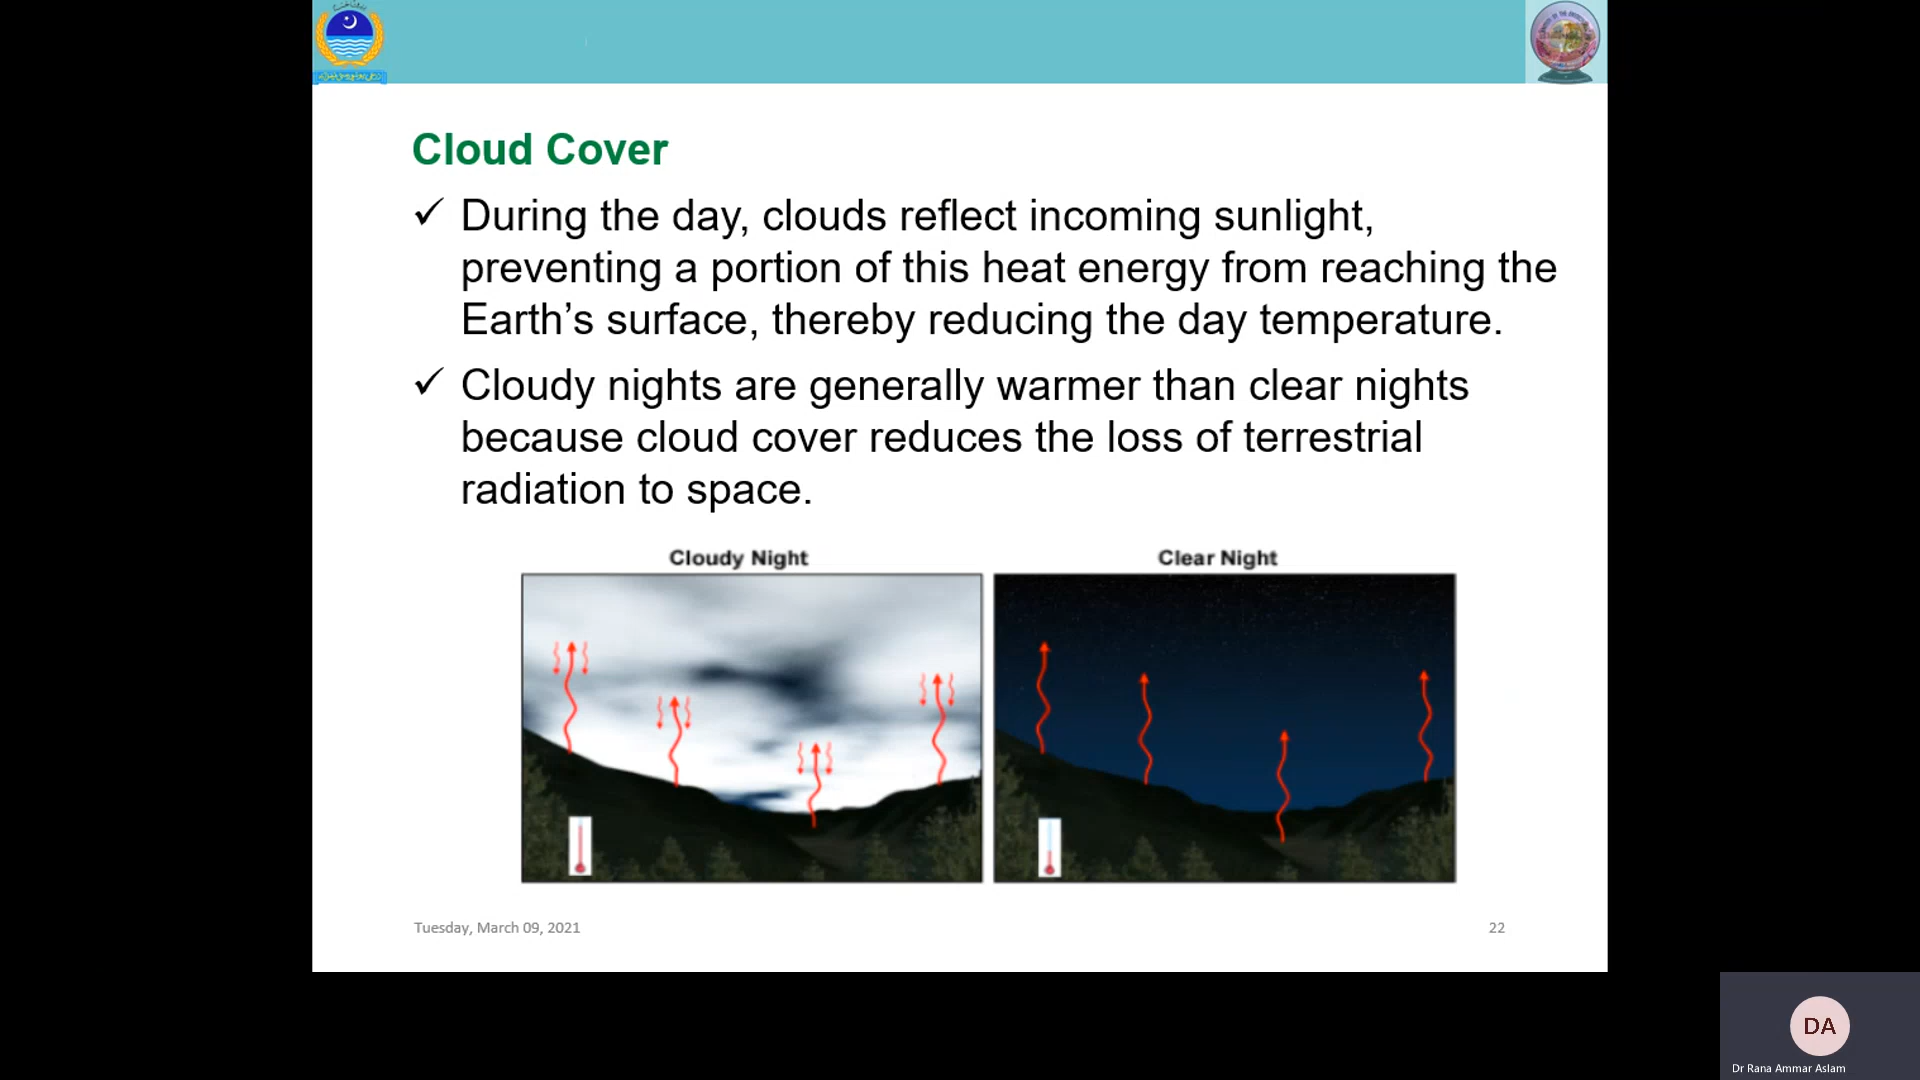 Cloud Cover
✓ During the day, clouds reflect incoming sunlight,
preventing a portion of this heat energy from reaching the
Earth’s surface, thereby reducing the day temperature.
✓ Cloudy nights are generally warmer than clear nights
because cloud cover reduces the loss of terrestrial
radiation to space.
Cloudy Night
Clear Night
Tuesday, March 09, 2021
22
DA
Dr Rana Ammar Aslam